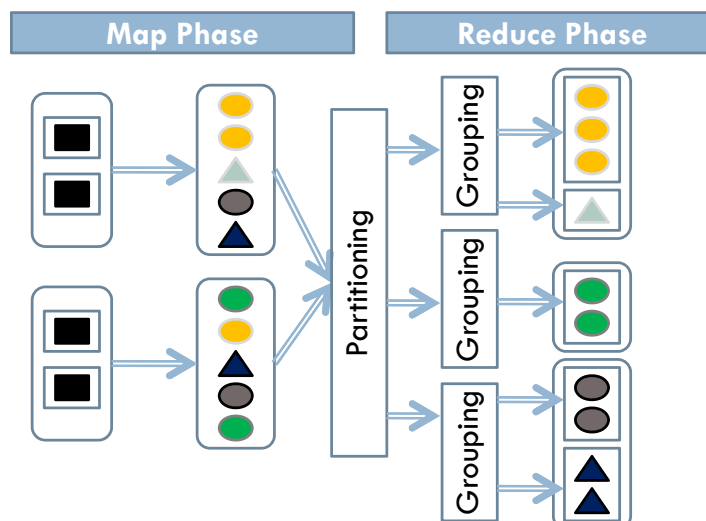 Map Phase
Reduce Phase
Partitioning
Grouping
Grouping
Grouping